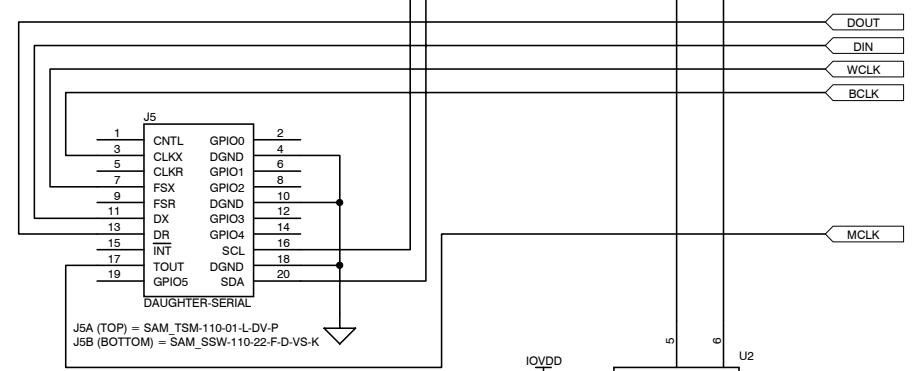 DOUT
DIN
WCLK
BCLK
J5
1 CNTL GPIO0 2
3 CLKX DGND 4
5 CLKR GPIO1 6
7 FSX GPIO2 8
9 FSR DGND 10
11 DX GPIO3 12
13 DR GPIO4 14
15 INT SCL 16
17 TOUT DGND 18
19 GPIO5 SDA 20
MCLK
DAUGHTER-SERIAL
J5A (TOP) = SAM_TSM-110-01-L-DV-P
J5B (BOTTOM) = SAM_SSW-110-22-F-D-VS-K
5 6
IOVDD
U2